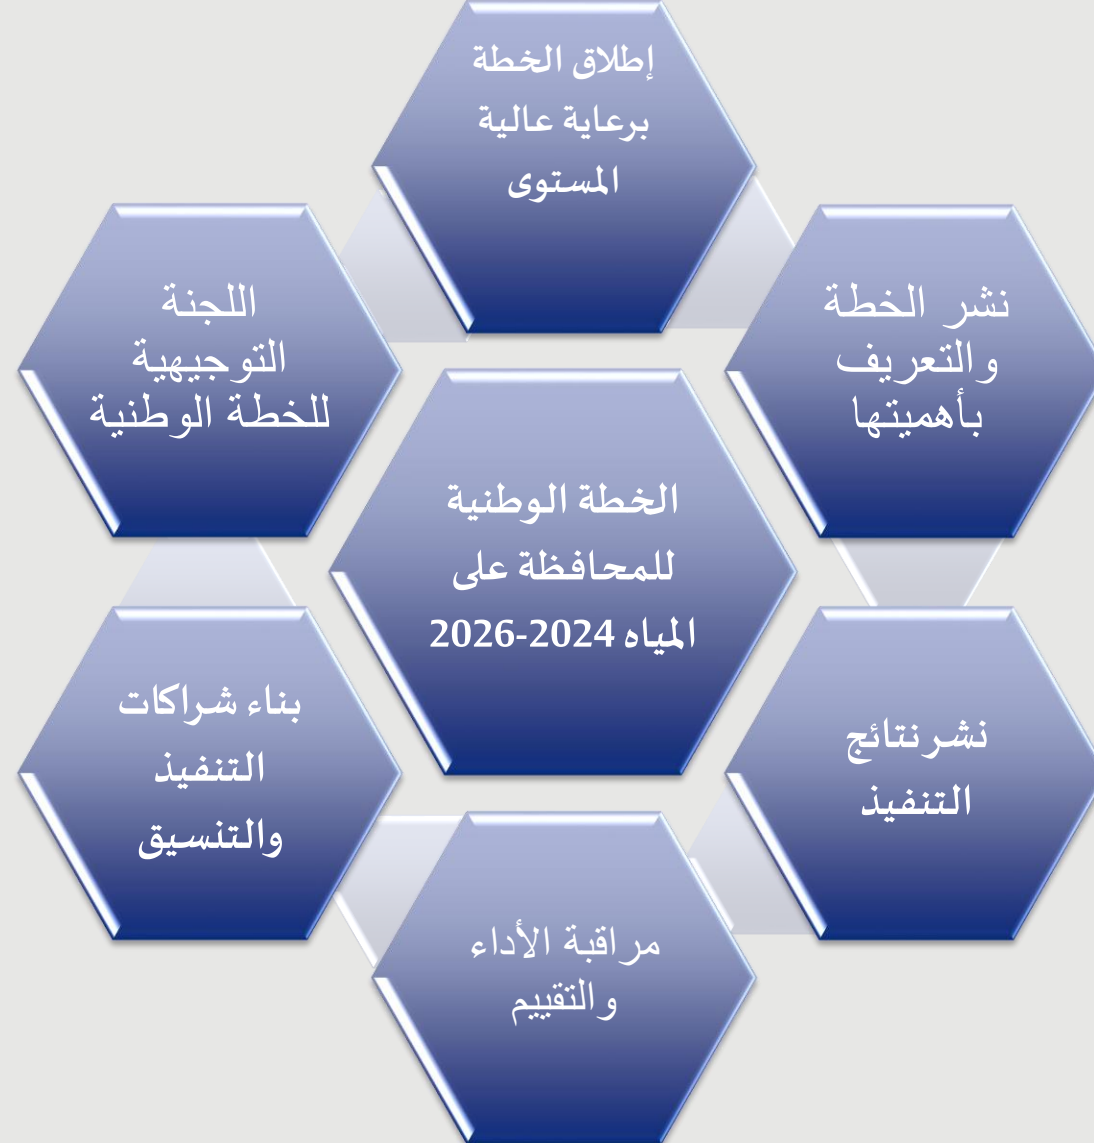 إطلاق الخطة
برعاية عالية
المستوى
نشر الخطة
والتعريف
بأهميتها
اللجنة
التوجيهية
للخطة الوطنية
الخطة الوطنية
للمحافظة على
المياه 2024-2026
نشر نتائج
التنفيذ
بناء شراكات
التنفيذ
والتنسيق
مراقبة الأداء
والتقييم